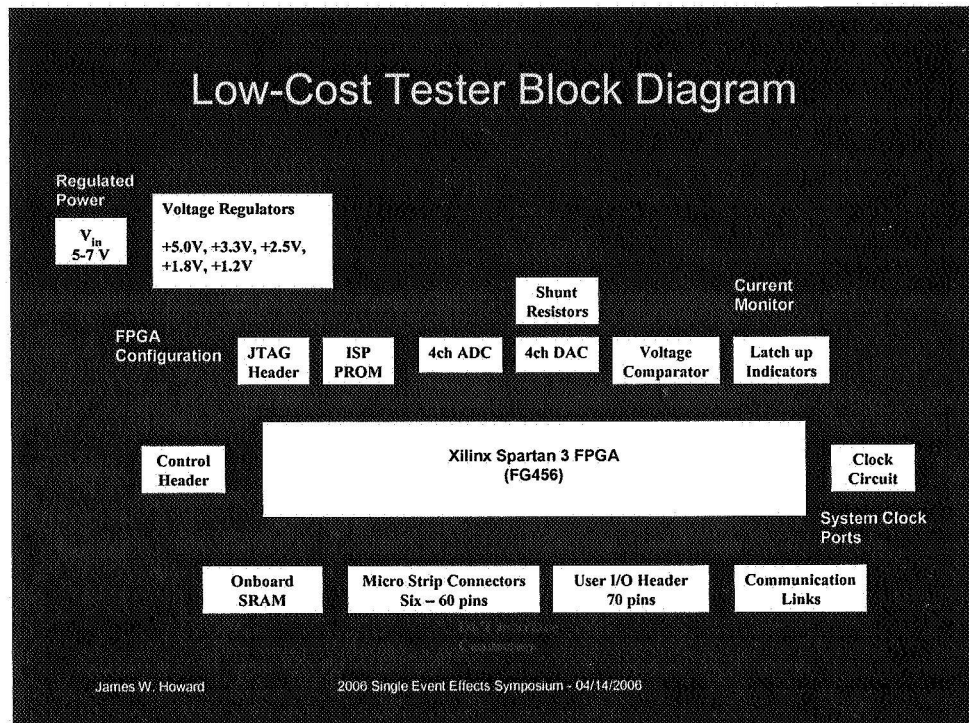 Low-Cost Tester Block Diagram
Regulated
Power
V_in
5-7 V
Voltage Regulators
+5.0V, +3.3V, +2.5V,
+1.8V, +1.2V
Shunt
Resistors
Current
Monitor
FPGA
Configuration
JTAG
Header
ISP
PROM
4ch ADC
4ch DAC
Voltage
Comparator
Latch up
Indicators
Control
Header
Xilinx Spartan 3 FPGA
(FG456)
Clock
Circuit
System Clock
Ports
Onboard
SRAM
Micro Strip Connectors
Six – 60 pins
User I/O Header
70 pins
Communication
Links
James W. Howard
2006 Single Event Effects Symposium - 04/14/2006